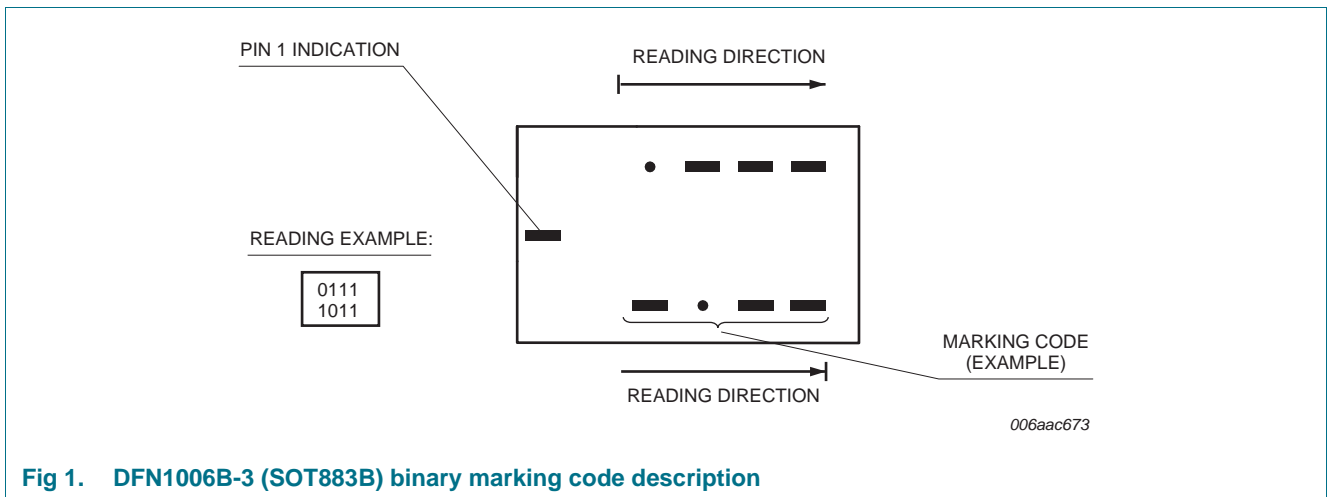 PIN 1 INDICATION
READING DIRECTION
READING EXAMPLE:
0111
1011
MARKING CODE
(EXAMPLE)
READING DIRECTION
006aac673
Fig 1. DFN1006B-3 (SOT883B) binary marking code description